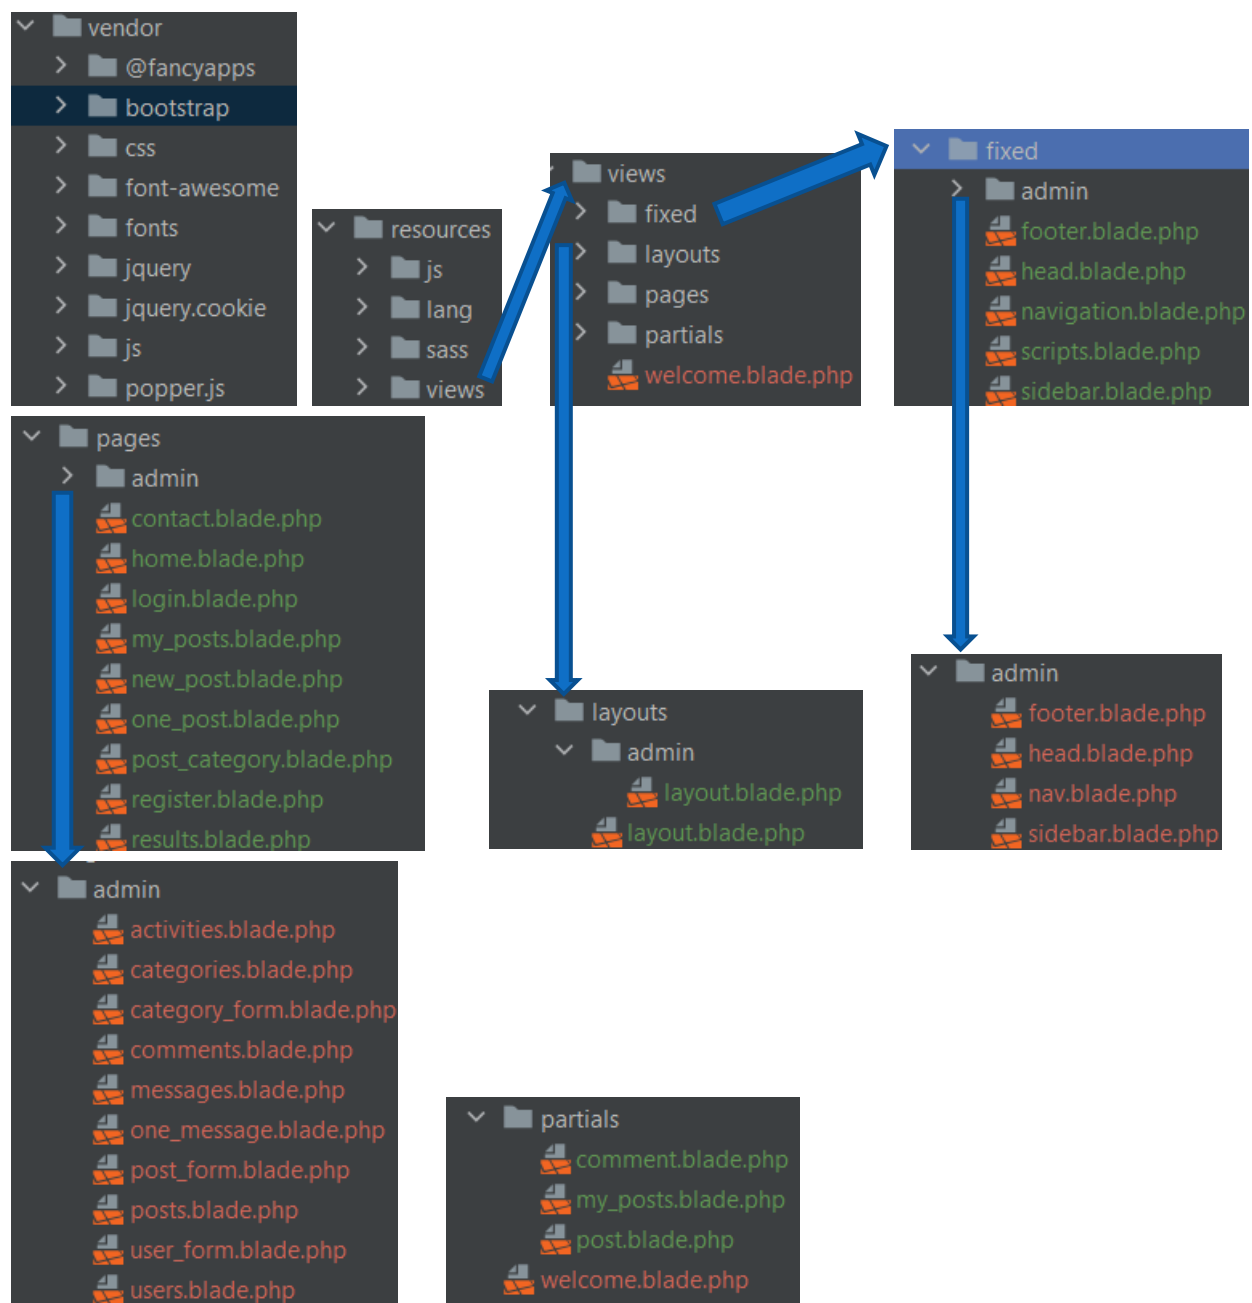 vendor
@fancyapps
bootstrap
css
font-awesome
fonts
jquery
jquery.cookie
js
popper.js
resources
js
lang
sass
views
views
fixed
layouts
pages
partials
welcome.blade.php
fixed
admin
footer.blade.php
head.blade.php
navigation.blade.php
scripts.blade.php
sidebar.blade.php
pages
admin
contact.blade.php
home.blade.php
login.blade.php
my_posts.blade.php
new_post.blade.php
one_post.blade.php
post_category.blade.php
register.blade.php
results.blade.php
layouts
admin
layout.blade.php
layout.blade.php
admin
footer.blade.php
head.blade.php
nav.blade.php
sidebar.blade.php
admin
activities.blade.php
categories.blade.php
category_form.blade.php
comments.blade.php
messages.blade.php
one_message.blade.php
post_form.blade.php
posts.blade.php
user_form.blade.php
users.blade.php
partials
comment.blade.php
my_posts.blade.php
post.blade.php
welcome.blade.php